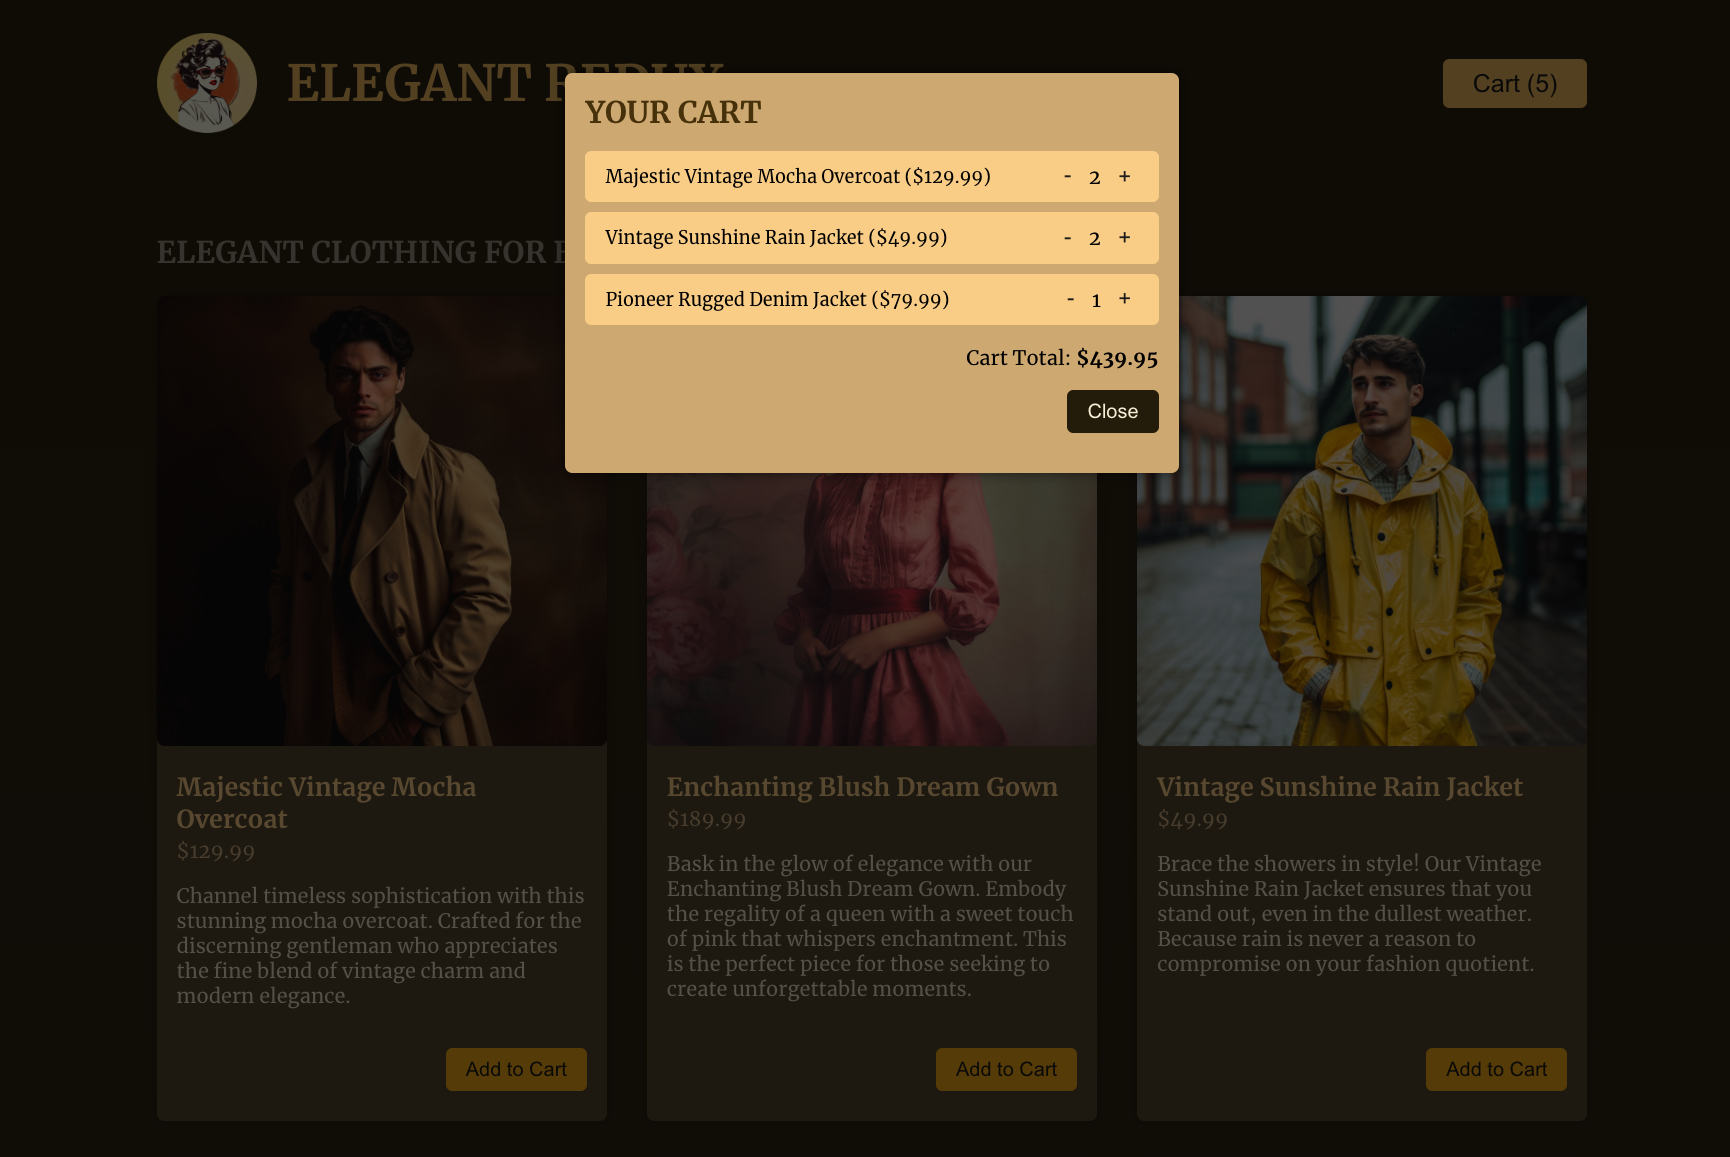 ELEGANT
Cart (5)
YOUR CART
Majestic Vintage Mocha Overcoat ($129.99) - 2 +
Vintage Sunshine Rain Jacket ($49.99) - 2 +
Pioneer Rugged Denim Jacket ($79.99) - 1 +
Cart Total: $439.95
Close
ELEGANT CLOTHING FOR
Majestic Vintage Mocha
Overcoat
$129.99
Channel timeless sophistication with this
stunning mocha overcoat. Crafted for the
discerning gentleman who appreciates
the fine blend of vintage charm and
modern elegance.
Add to Cart
Enchanting Blush Dream Gown
$189.99
Bask in the glow of elegance with our
Enchanting Blush Dream Gown. Embody
the regality of a queen with a sweet touch
of pink that whispers enchantment. This
is the perfect piece for those seeking to
create unforgettable moments.
Add to Cart
Vintage Sunshine Rain Jacket
$49.99
Brace the showers in style! Our Vintage
Sunshine Rain Jacket ensures that you
stand out, even in the dullest weather.
Because rain is never a reason to
compromise on your fashion quotient.
Add to Cart